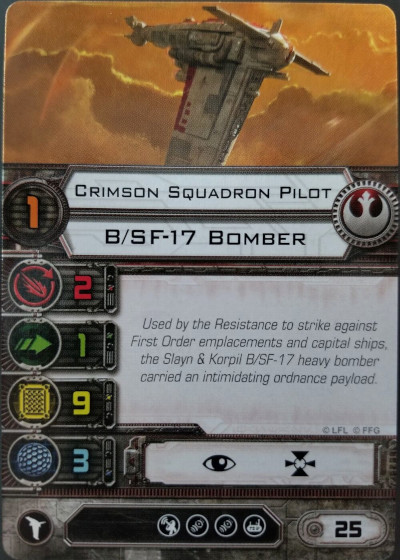 Crimson Squadron Pilot
1
B/SF-17 Bomber
2
1
9
3
Used by the Resistance to strike against
First Order emplacements and capital ships,
the Slayn & Korpil B/SF-17 heavy bomber
carried an intimidating ordnance payload.
© LFL © FFG
25